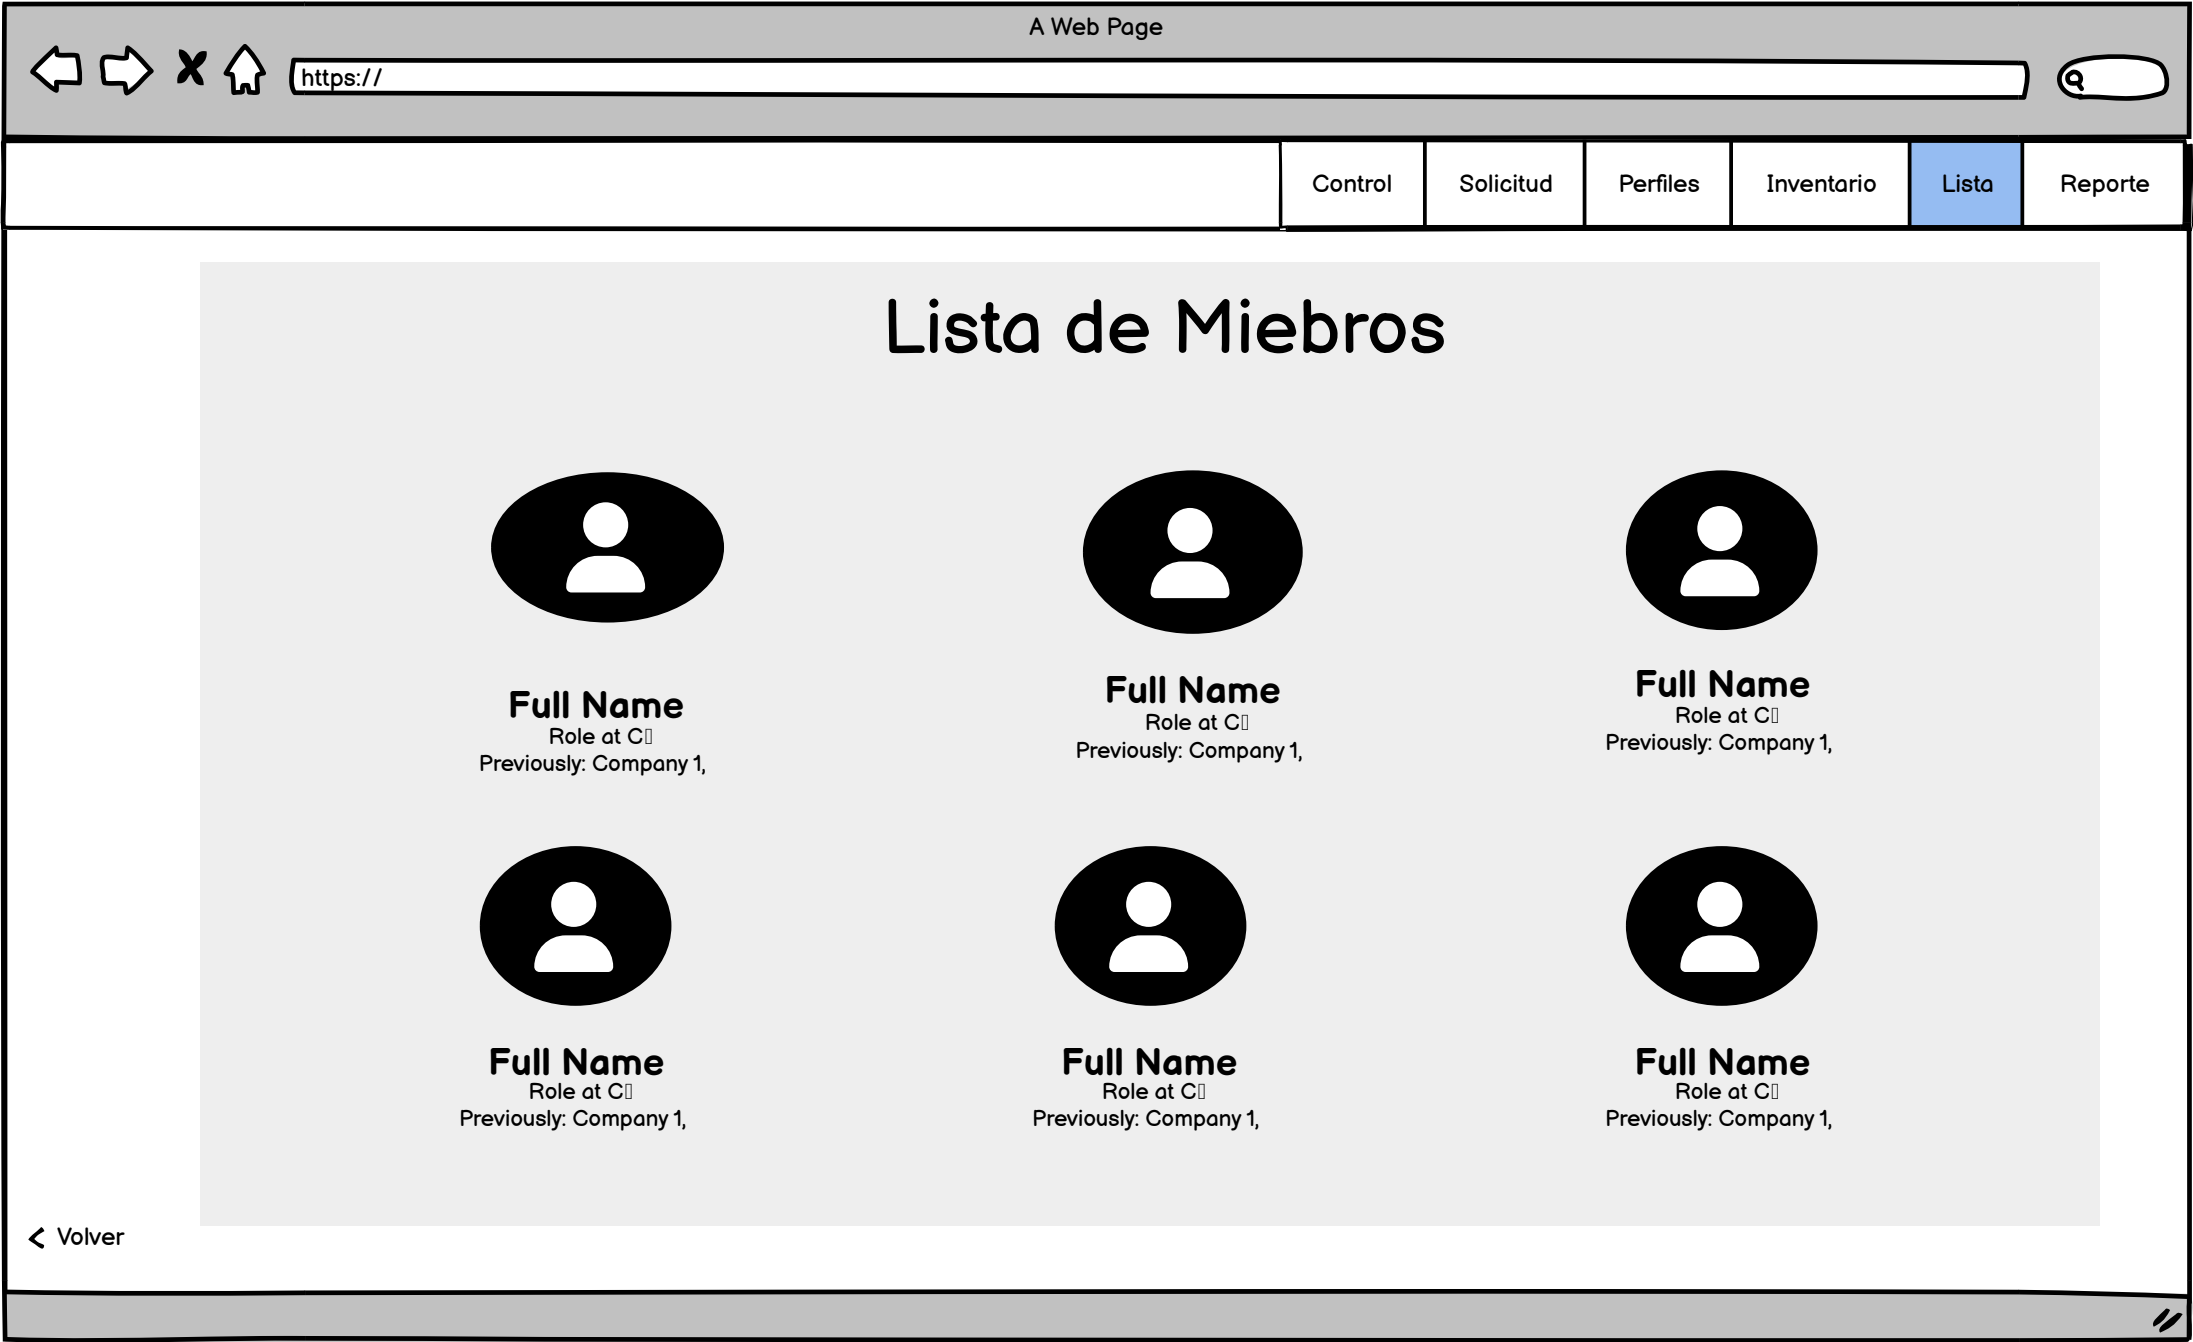 A Web Page
https://
Control Solicitud Perfiles Inventario Lista Reporte
Lista de Miebros
Full Name
Role at C▯
Previously: Company 1,
Full Name
Role at C▯
Previously: Company 1,
Full Name
Role at C▯
Previously: Company 1,
Full Name
Role at C▯
Previously: Company 1,
Full Name
Role at C▯
Previously: Company 1,
Full Name
Role at C▯
Previously: Company 1,
Volver